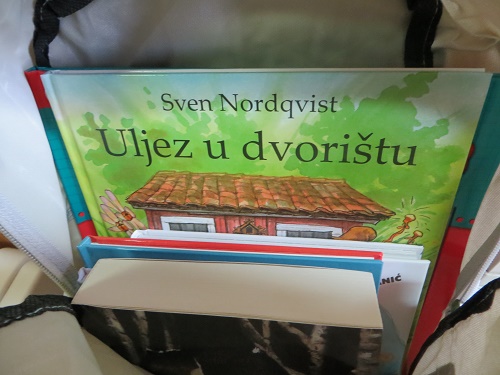 Sven Nordqvist
Uljez u dvorištu